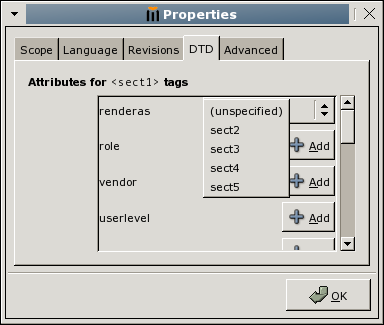 Properties
Scope Language Revisions DTD Advanced
Attributes for <sect1> tags
renderas (unspecified)
sect2
role sect3 Add
sect4
vendor sect5 Add
userlevel Add
OK